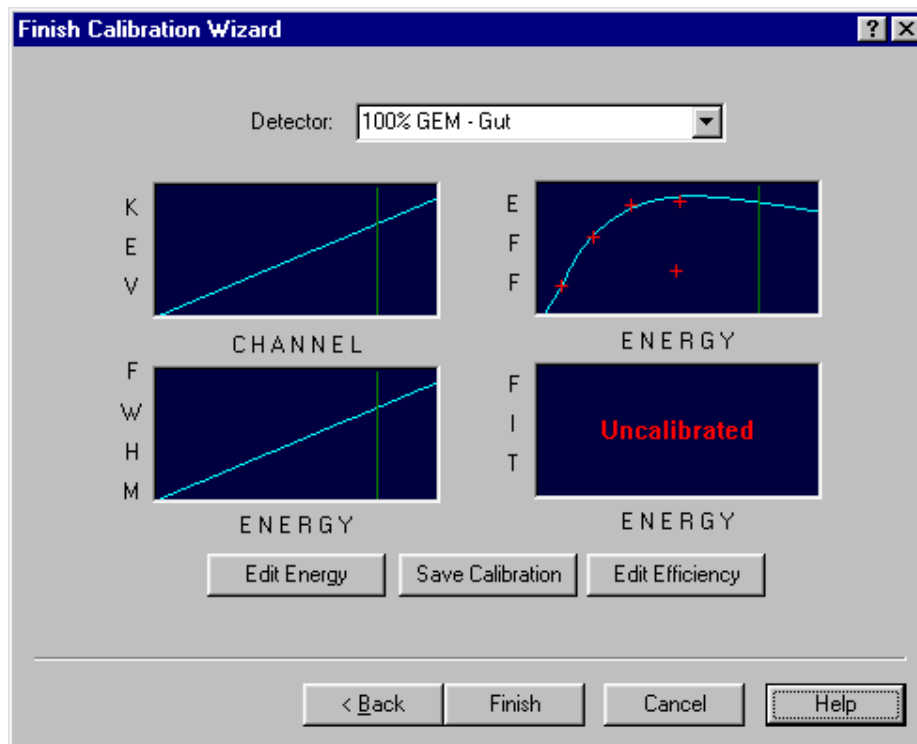 Finish Calibration Wizard
Detector: 100% GEM - Gut
K E V
CHANNEL
E F F
ENERGY
F W H M
ENERGY
F I T
Uncalibrated
ENERGY
Edit Energy Save Calibration Edit Efficiency
< Back Finish Cancel Help